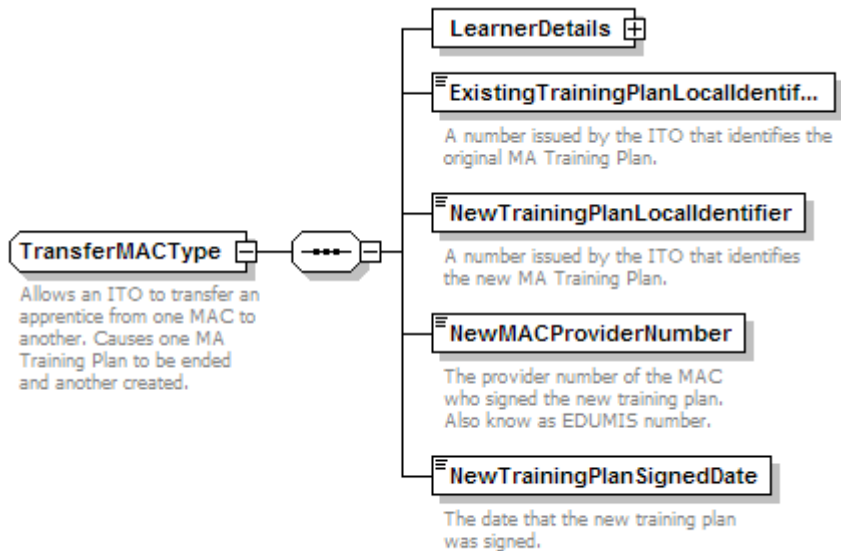 LearnerDetails
ExistingTrainingPlanLocalIdentif...
A number issued by the ITO that identifies the
original MA Training Plan.
NewTrainingPlanLocalIdentifier
A number issued by the ITO that identifies
the new MA Training Plan.
TransferMACType
Allows an ITO to transfer an
apprentice from one MAC to
another. Causes one MA
Training Plan to be ended
and another created.
NewMACProviderNumber
The provider number of the MAC
who signed the new training plan.
Also know as EDUMIS number.
NewTrainingPlanSignedDate
The date that the new training plan
was signed.